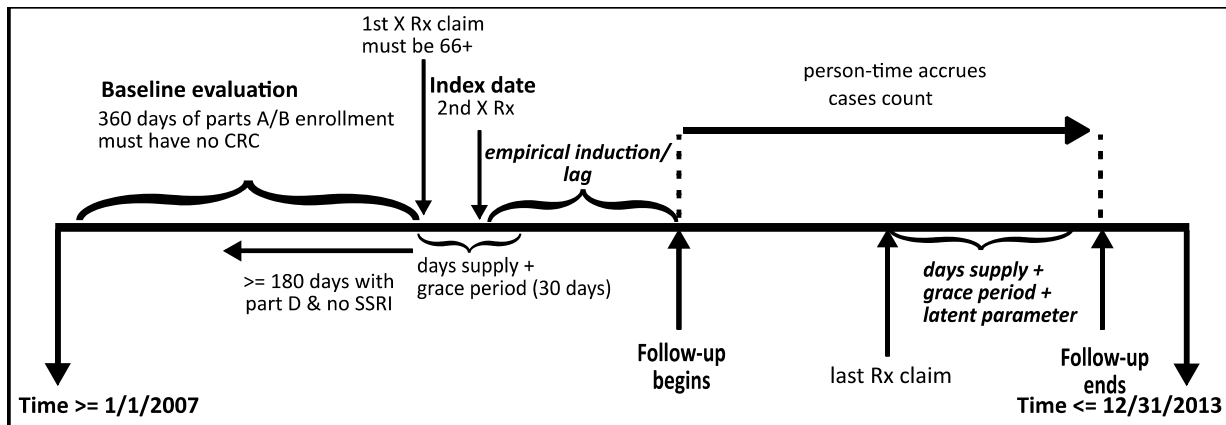 1st X Rx claim
must be 66+
Baseline evaluation
360 days of parts A/B enrollment
must have no CRC
Index date
2nd X Rx
empirical induction/
lag
person-time accrues
cases count
>= 180 days with
part D & no SSRI
days supply +
grace period (30 days)
days supply +
grace period +
latent parameter
Follow-up
begins
last Rx claim
Follow-up
ends
Time >= 1/1/2007
Time <= 12/31/2013